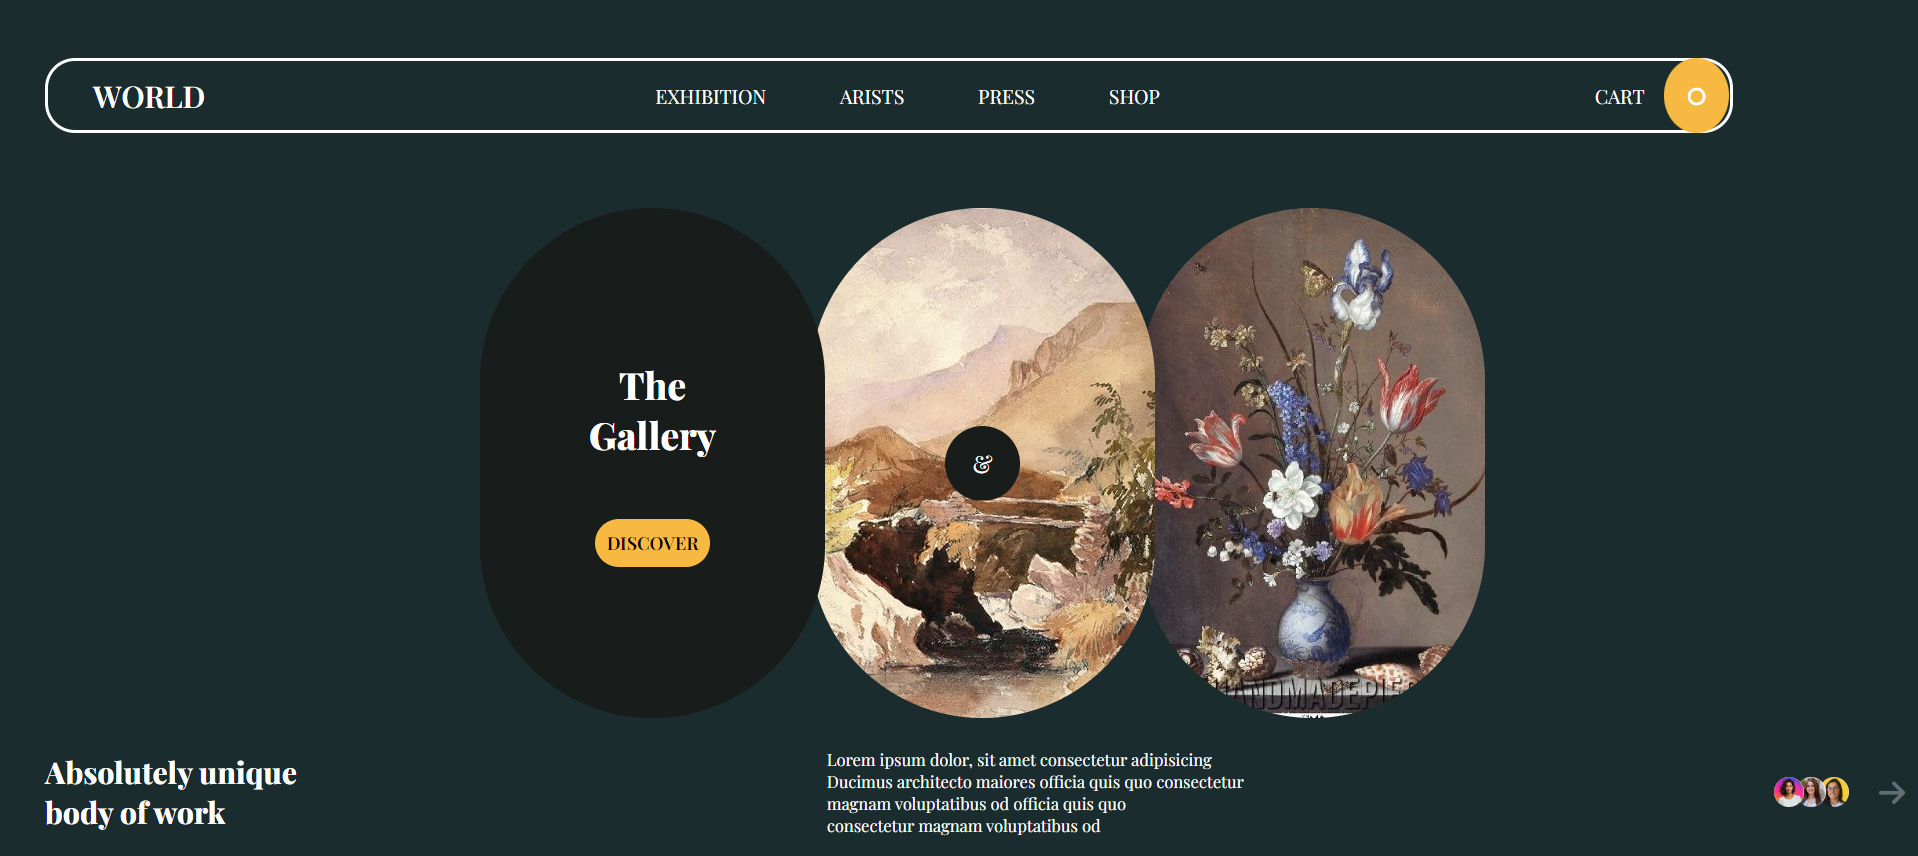 WORLD
EXHIBITION
ARISTS
PRESS
SHOP
CART
The
Gallery
DISCOVER
&
Absolutely unique
body of work
Lorem ipsum dolor, sit amet consectetur adipisicing
Ducimus architecto maiores officia quis quo consectetur
magnam voluptatibus od officia quis quo
consectetur magnam voluptatibus od